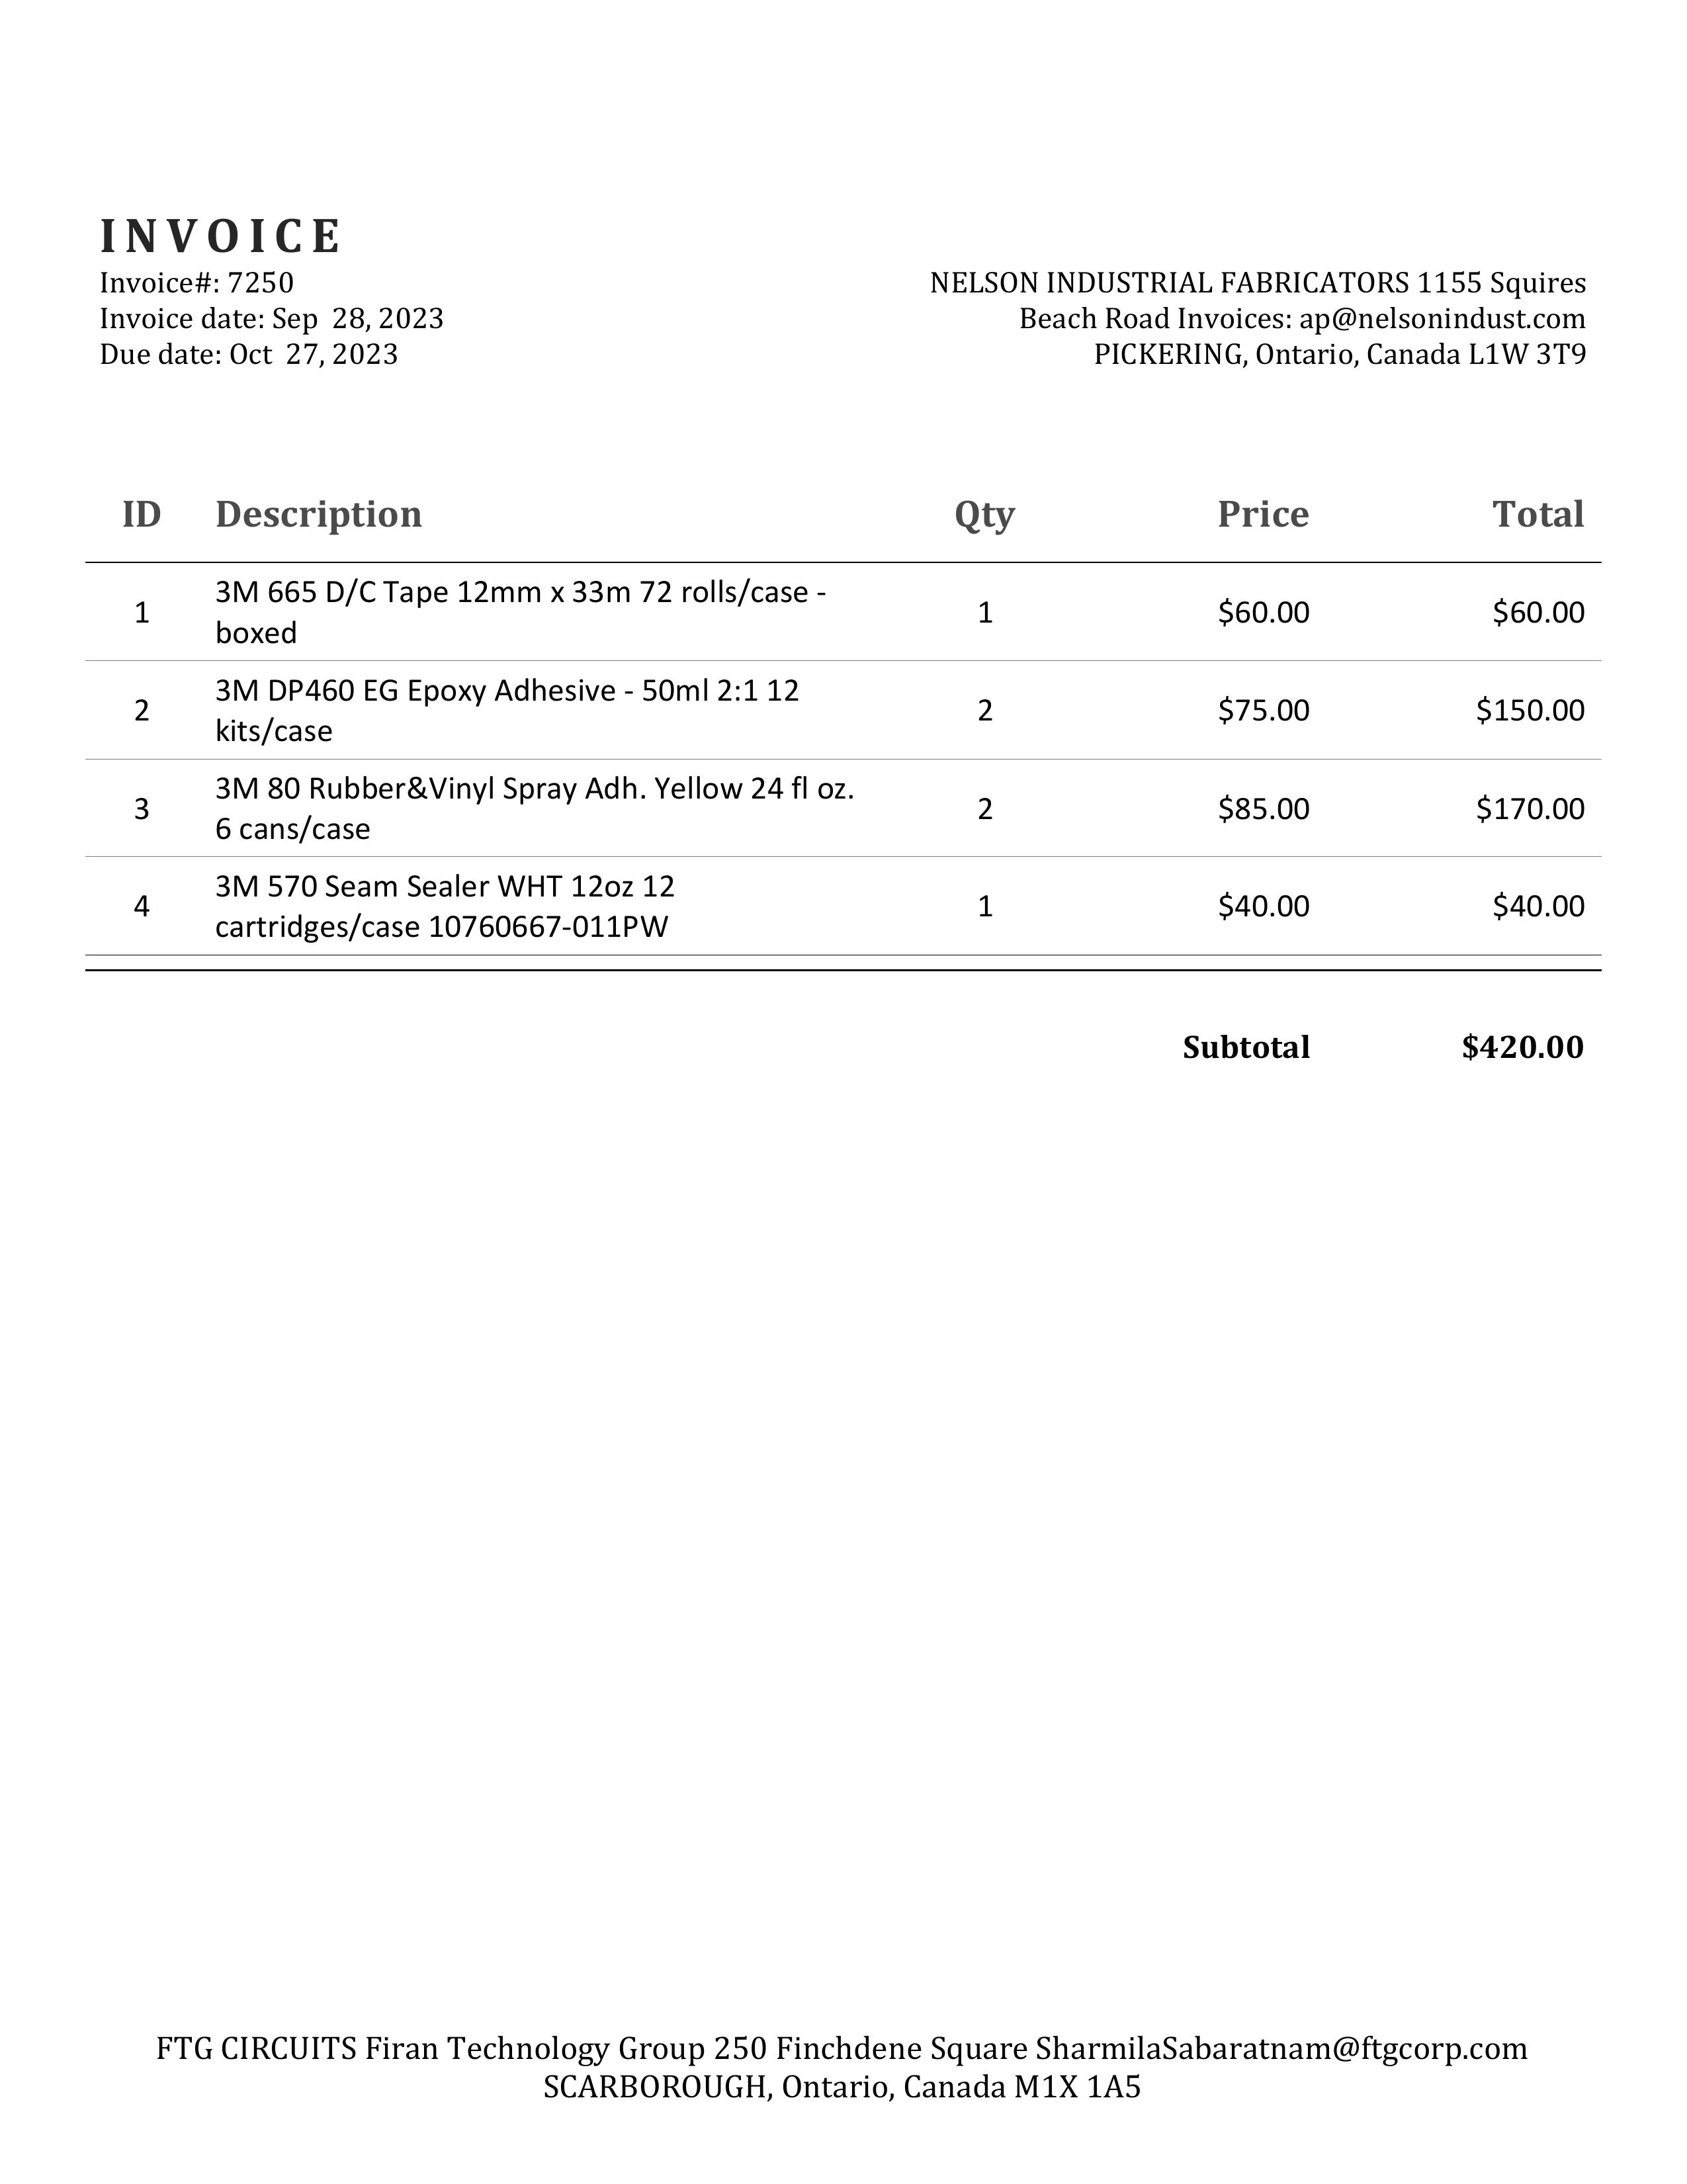 INVOICE
Invoice#: 7250
Invoice date: Sep  28, 2023
Due date: Oct  27, 2023
NELSON INDUSTRIAL FABRICATORS 1155 Squires
Beach Road Invoices: ap@nelsonindust.com
PICKERING, Ontario, Canada L1W 3T9
ID Description Qty Price Total
1 3M 665 D/C Tape 12mm x 33m 72 rolls/case -
boxed 1 $60.00 $60.00
2 3M DP460 EG Epoxy Adhesive - 50ml 2:1 12
kits/case 2 $75.00 $150.00
3 3M 80 Rubber&Vinyl Spray Adh. Yellow 24 fl oz.
6 cans/case 2 $85.00 $170.00
4 3M 570 Seam Sealer WHT 12oz 12
cartridges/case 10760667-011PW 1 $40.00 $40.00
Subtotal $420.00
FTG CIRCUITS Firan Technology Group 250 Finchdene Square SharmilaSabaratnam@ftgcorp.com
SCARBOROUGH, Ontario, Canada M1X 1A5